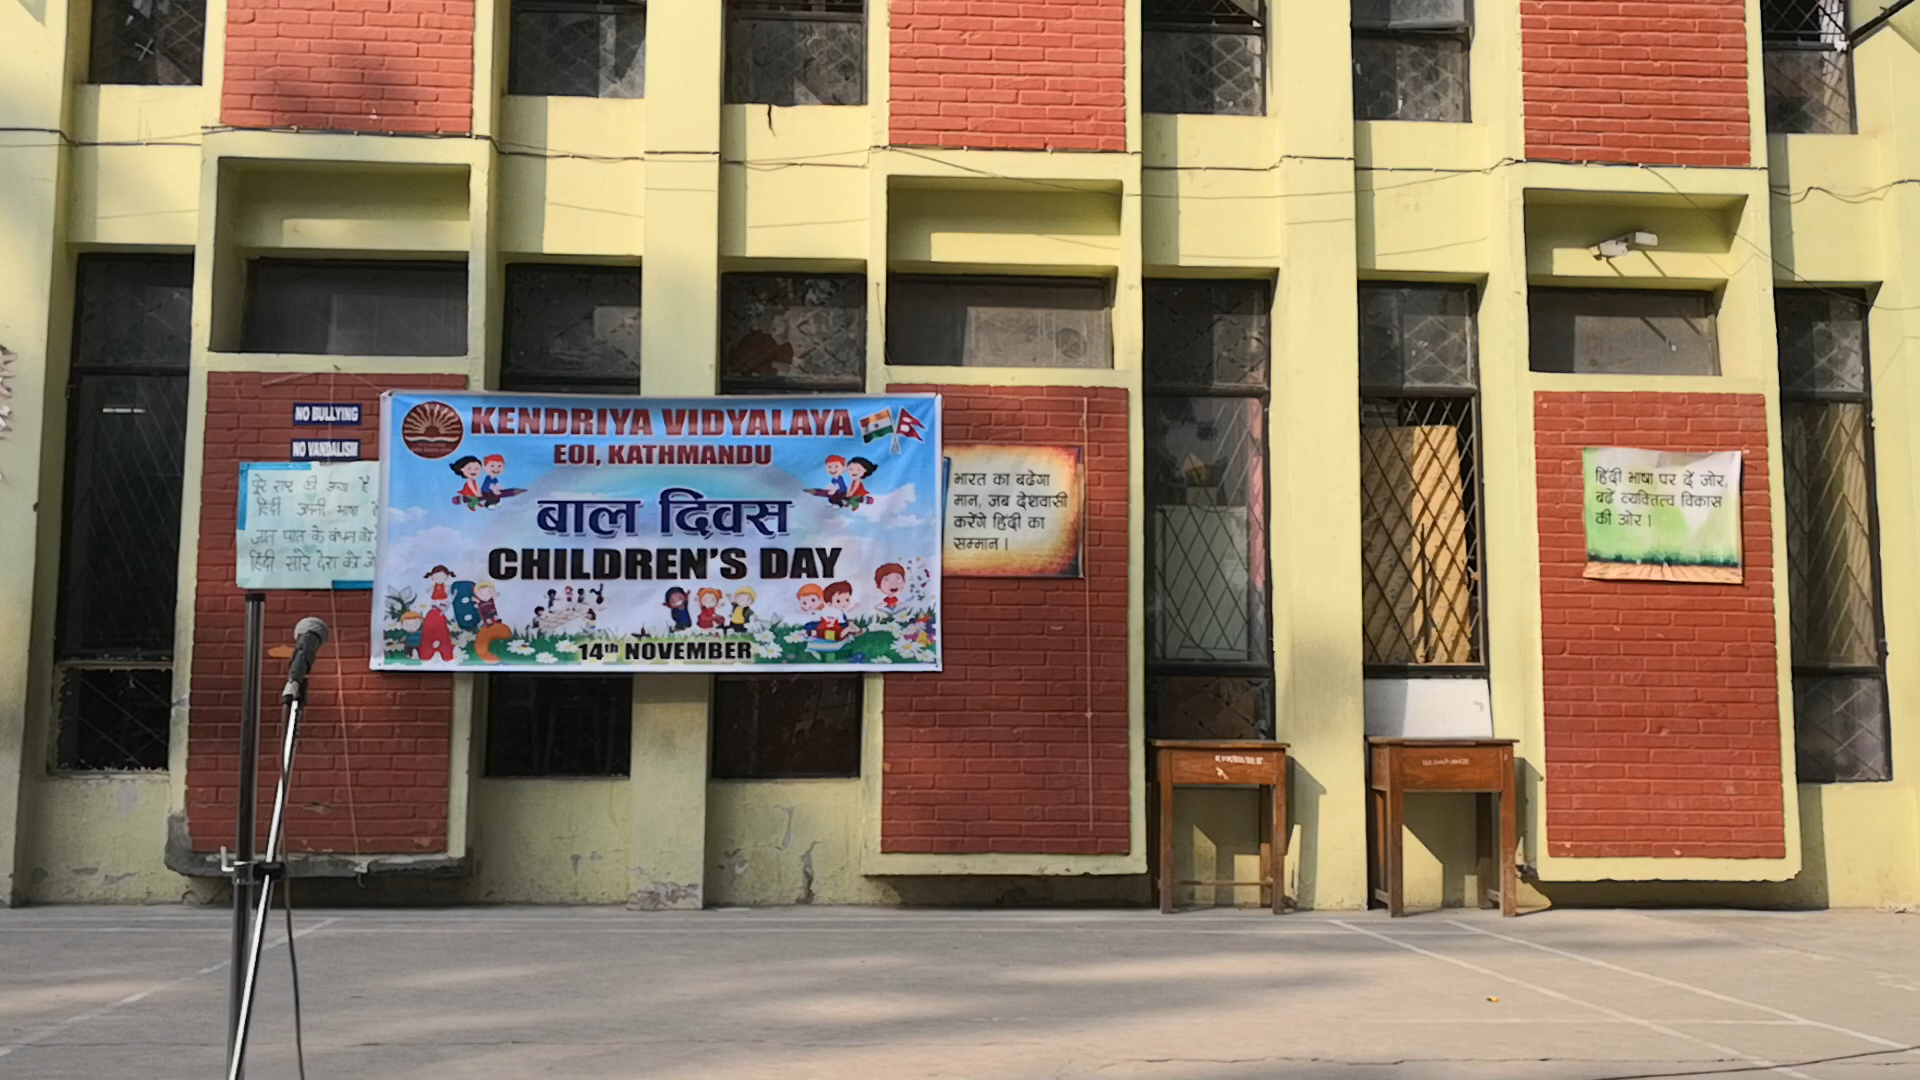 NO BULLYING
NO VANDALISM
KENDRIYA VIDYALAYA
EOI, KATHMANDU
बाल दिवस
CHILDREN'S DAY
A B C
14th NOVEMBER
हिंदी
जात पात के बंधन को
हिंदी सारे देश को
भारत का बढेगा
मान, जब देशवासी
करेंगे हिंदी का
सम्मान।
हिंदी भाषा पर दें जोर,
बढें व्यक्तित्व विकास
की ओर।